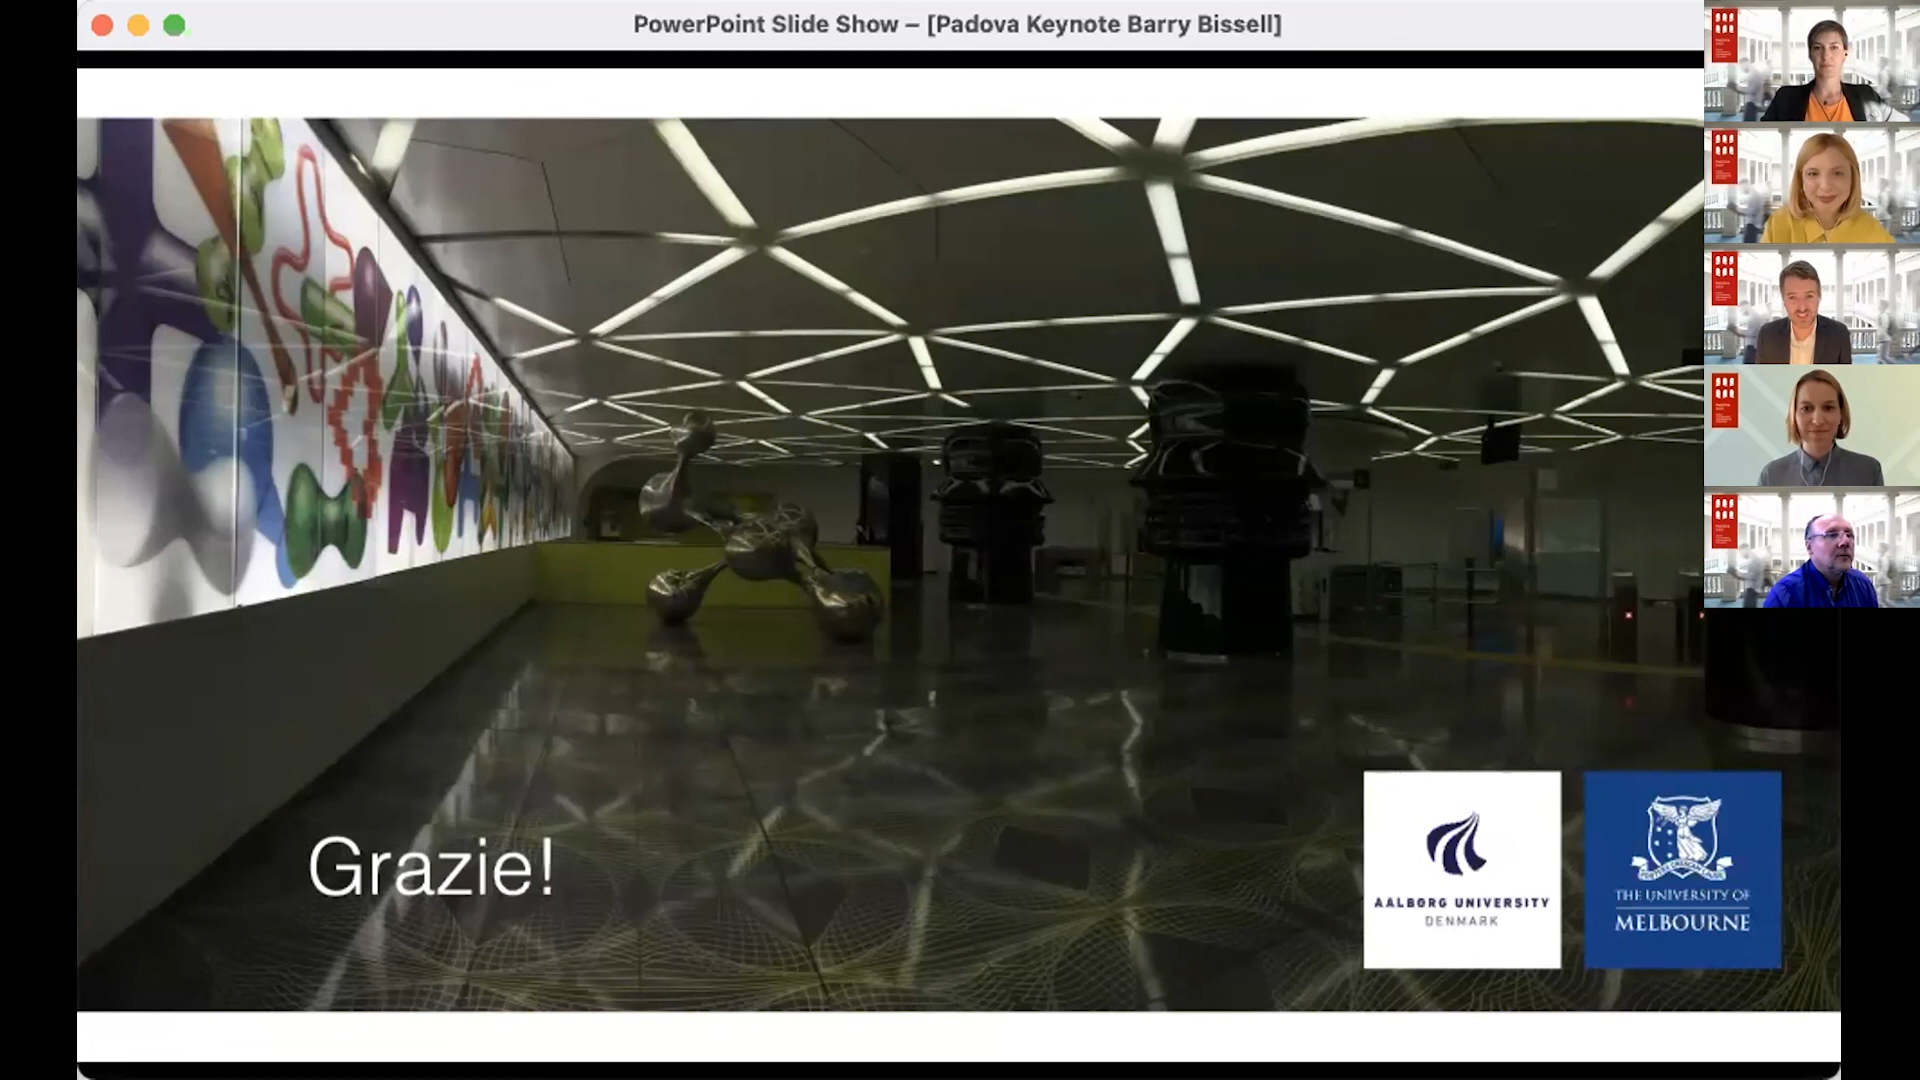 PowerPoint Slide Show – [Padova Keynote Barry Bissell]
Grazie!
AALBORG UNIVERSITY
DENMARK
THE UNIVERSITY OF
MELBOURNE